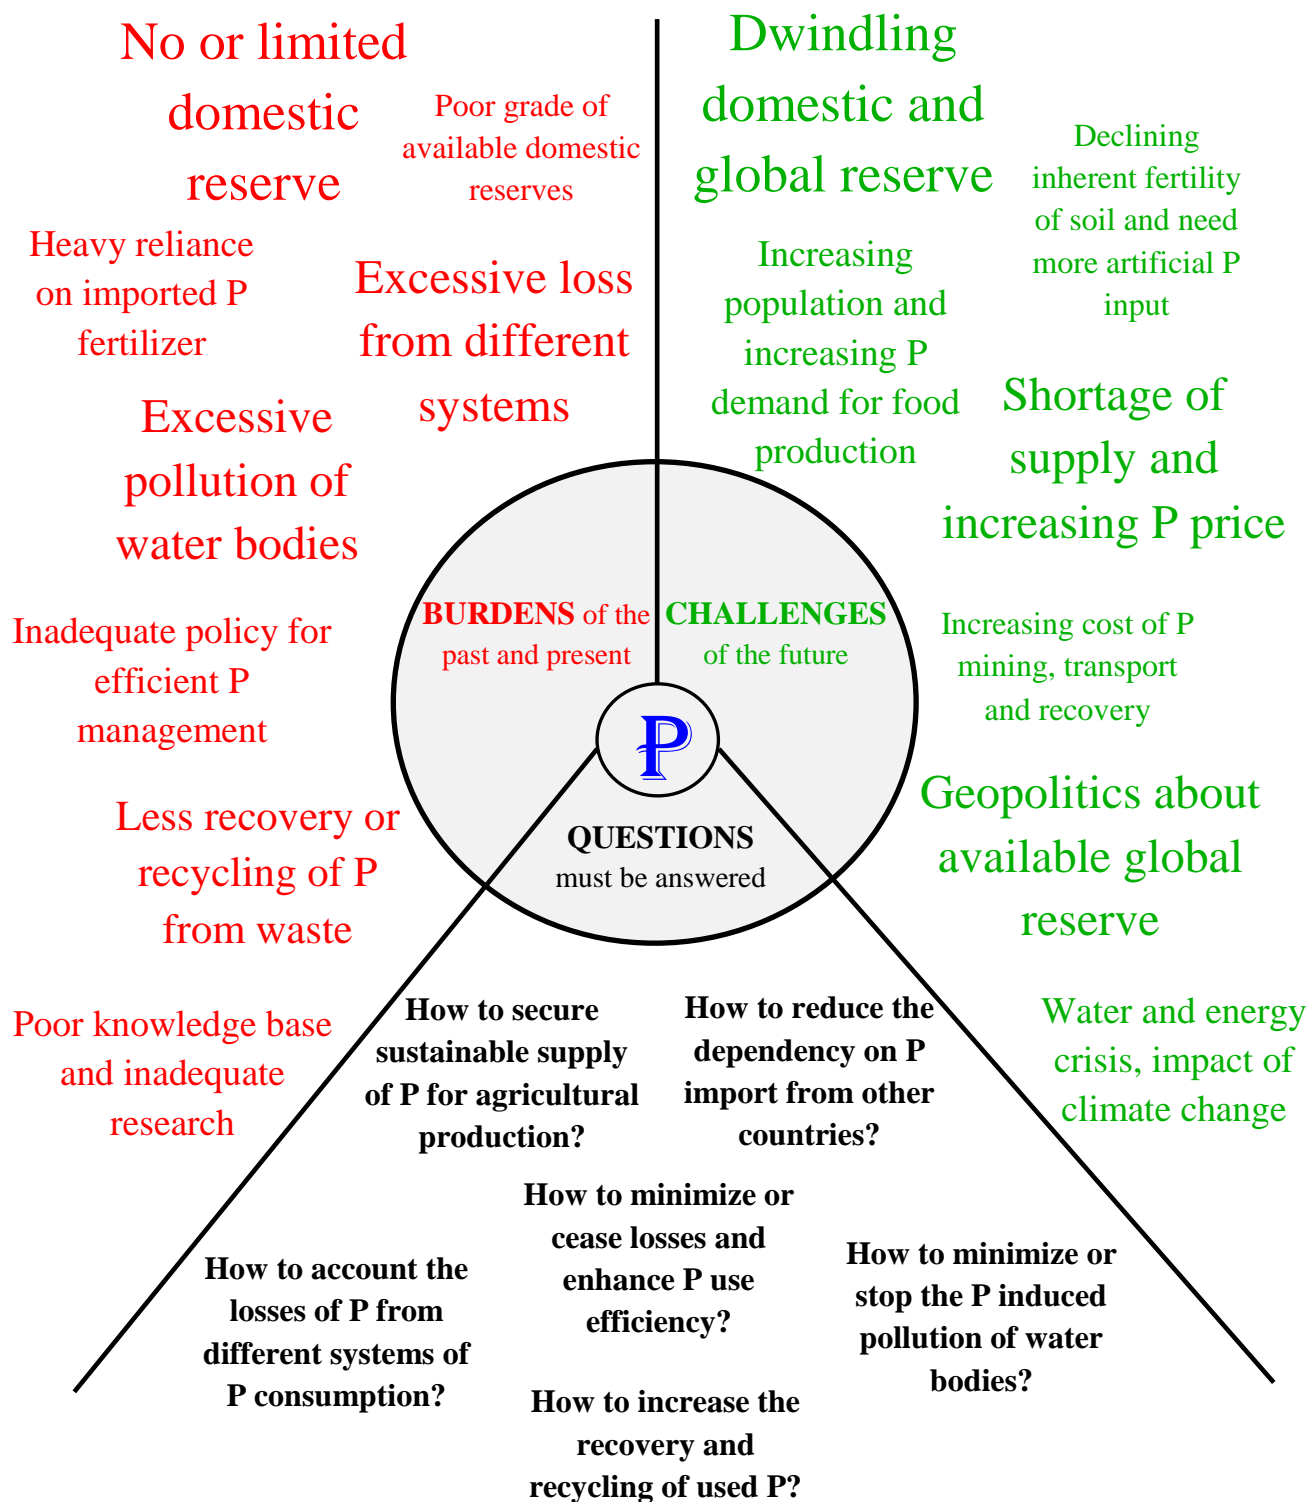 No or limited
domestic
reserve
Poor grade of
available domestic
reserves
Heavy reliance
on imported P
fertilizer
Excessive loss
from different
systems
Excessive
pollution of
water bodies
Inadequate policy for
efficient P
management
Less recovery or
recycling of P
from waste
Poor knowledge base
and inadequate
research
Dwindling
domestic and
global reserve
Declining
inherent fertility
of soil and need
more artificial P
input
Increasing
population and
increasing P
demand for food
production
Shortage of
supply and
increasing P price
Increasing cost of P
mining, transport
and recovery
Geopolitics about
available global
reserve
Water and energy
crisis, impact of
climate change
BURDENS of the
past and present
CHALLENGES
of the future
P
QUESTIONS
must be answered
How to secure
sustainable supply
of P for agricultural
production?
How to reduce the
dependency on P
import from other
countries?
How to minimize or
cease losses and
enhance P use
efficiency?
How to account the
losses of P from
different systems of
P consumption?
How to minimize or
stop the P induced
pollution of water
bodies?
How to increase the
recovery and
recycling of used P?